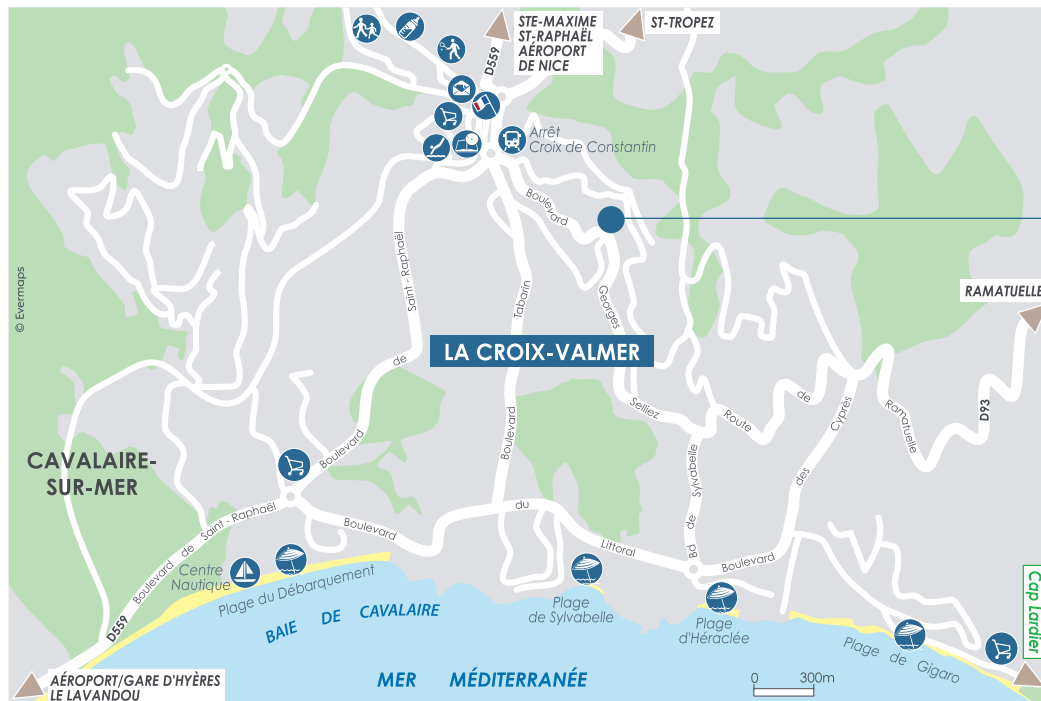 STE-MAXIME
ST-RAPHAËL
AÉROPORT
DE NICE
ST-TROPEZ
D559
Arrêt
Croix de Constantin
Boulevard
Georges
Selliez
Boulevard
de
Saint - Raphaël
Boulevard
Tabarin
© Evermaps
RAMATUELLE
LA CROIX-VALMER
Route
de
Ramatuelle
D93
Boulevard
des
Cyprès
Bd de Sylvabelle
CAVALAIRE-
SUR-MER
Boulevard de Saint - Raphaël
D559
Boulevard
du
Littoral
Boulevard
Centre
Nautique
Plage du Débarquement
Plage
de Sylvabelle
Plage
d'Héraclée
Plage de Gigaro
Cap Lardier
BAIE DE CAVALAIRE
MER MÉDITERRANÉE
0 300m
AÉROPORT/GARE D'HYÈRES
LE LAVANDOU